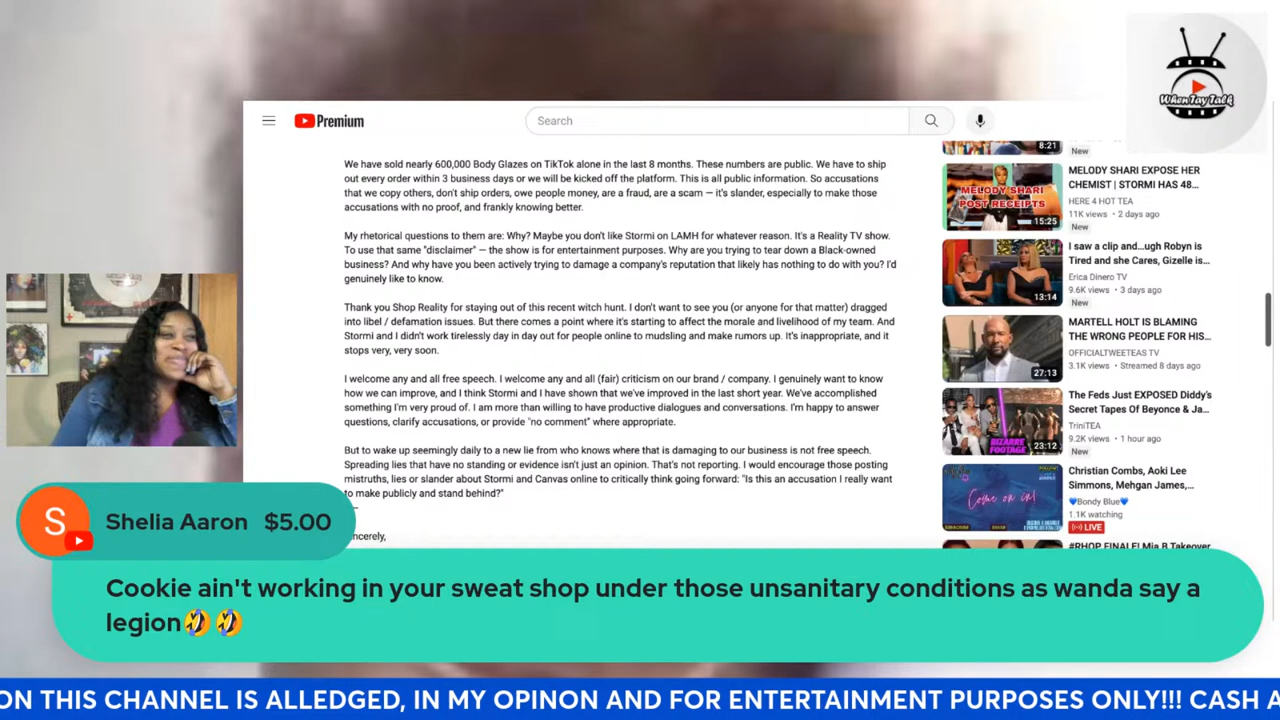 When Tay Talk
Premium
Search
We have sold nearly 600,000 Body Glazes on TikTok alone in the last 8 months. These numbers are public. We have to ship
out every order within 3 business days or we will be kicked off the platform. This is all public information. So accusations
that we copy others, don't ship orders, owe people money, are a fraud, are a scam — it's slander, especially to make those
accusations with no proof, and frankly knowing better.
My rhetorical questions to them are: Why? Maybe you don't like Stormi on LAMH for whatever reason. It's a Reality TV show.
To use that same "disclaimer" — the show is for entertainment purposes. Why are you trying to tear down a Black-owned
business? And why have you been actively trying to damage a company's reputation that likely has nothing to do with you? I'd
genuinely like to know.
Thank you Shop Reality for staying out of this recent witch hunt. I don't want to see you (or anyone for that matter) dragged
into libel / defamation issues. But there comes a point where it's starting to affect the morale and livelihood of my team. And
Stormi and I didn't work tirelessly day in day out for people online to mudsling and make rumors up. It's inappropriate, and it
stops very, very soon.
I welcome any and all free speech. I welcome any and all (fair) criticism on our brand / company. I genuinely want to know
how we can improve, and I think Stormi and I have shown that we've improved in the last short year. We've accomplished
something I'm very proud of. I am more than willing to have productive dialogues and conversations. I'm happy to answer
questions, clarify accusations, or provide "no comment" where appropriate.
But to wake up seemingly daily to a new lie from who knows where that is damaging to our business is not free speech.
Spreading lies that have no standing or evidence isn't just an opinion. That's not reporting. I would encourage those posting
mistruths, lies or slander about Stormi and Canvas online to critically think going forward: "Is this an accusation I really want
to make publicly and stand behind?"
ncerely,
8:21
New
MELODY SHARI
POST RECEIPTS
15:25
MELODY SHARI EXPOSE HER
CHEMIST | STORMI HAS 48...
HERE 4 HOT TEA
11K views • 2 days ago
New
13:14
I saw a clip and...ugh Robyn is
Tired and she Cares, Gizelle is...
Erica Dinero TV
9.6K views • 3 days ago
New
27:13
MARTELL HOLT IS BLAMING
THE WRONG PEOPLE FOR HIS...
OFFICIALTWEETEAS TV
3.1K views • Streamed 8 days ago
BIZARRE
FOOTAGE
23:12
The Feds Just EXPOSED Diddy's
Secret Tapes Of Beyonce & Ja...
TriniTEA
9.2K views • 1 hour ago
New
Come on in!
Christian Combs, Aoki Lee
Simmons, Mehgan James,...
💙Bondy Blue💙
1.1K watching
LIVE
#RHOP FINALE! Mia B Takeover
S
Shelia Aaron $5.00
Cookie ain't working in your sweat shop under those unsanitary conditions as wanda say a
legion🤣🤣
ON THIS CHANNEL IS ALLEDGED, IN MY OPINON AND FOR ENTERTAINMENT PURPOSES ONLY!!! CASH A